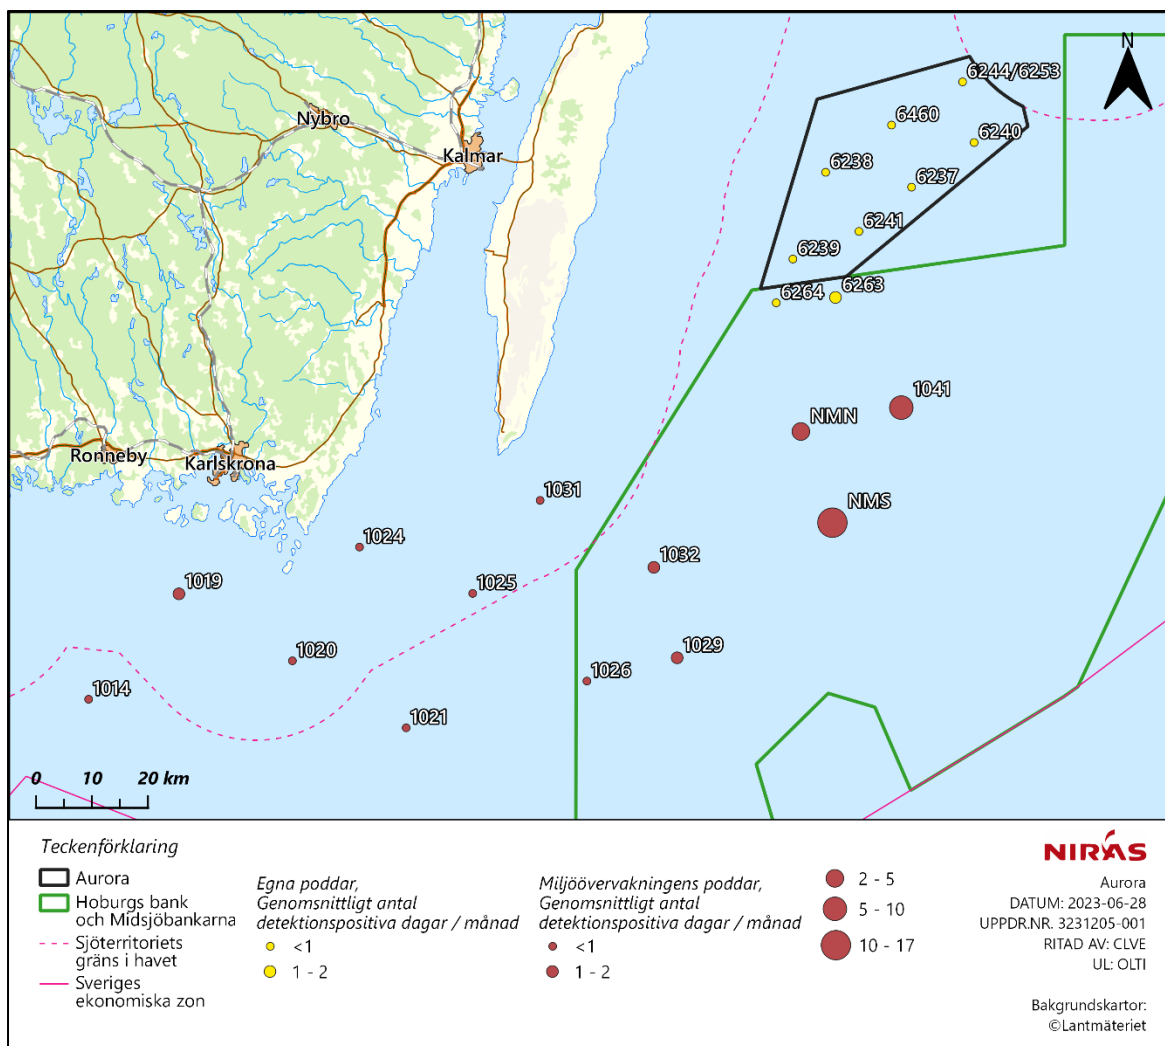 N
6244/6253
6460
6240
Nybro
Kalmar
6238
6237
6241
6239
6264
6263
1041
NMN
Ronneby
Karlskrona
1031
NMS
1024
1032
1019
1025
1020
1029
1026
1014
1021
0 10 20 km
Teckenförklaring
Aurora
Hoburgs bank
och Midsjöbankarna
Sjöterritoriets
gräns i havet
Sveriges
ekonomiska zon
Egna poddar,
Genomsnittligt antal
detektionspositiva dagar / månad
<1
1 - 2
Miljöövervakningens poddar,
Genomsnittligt antal
detektionspositiva dagar / månad
<1
1 - 2
2 - 5
5 - 10
10 - 17
NIRÁS
Aurora
DATUM: 2023-06-28
UPPDR.NR. 3231205-001
RITAD AV: CLVE
UL: OLTI
Bakgrundskartor:
©Lantmäteriet